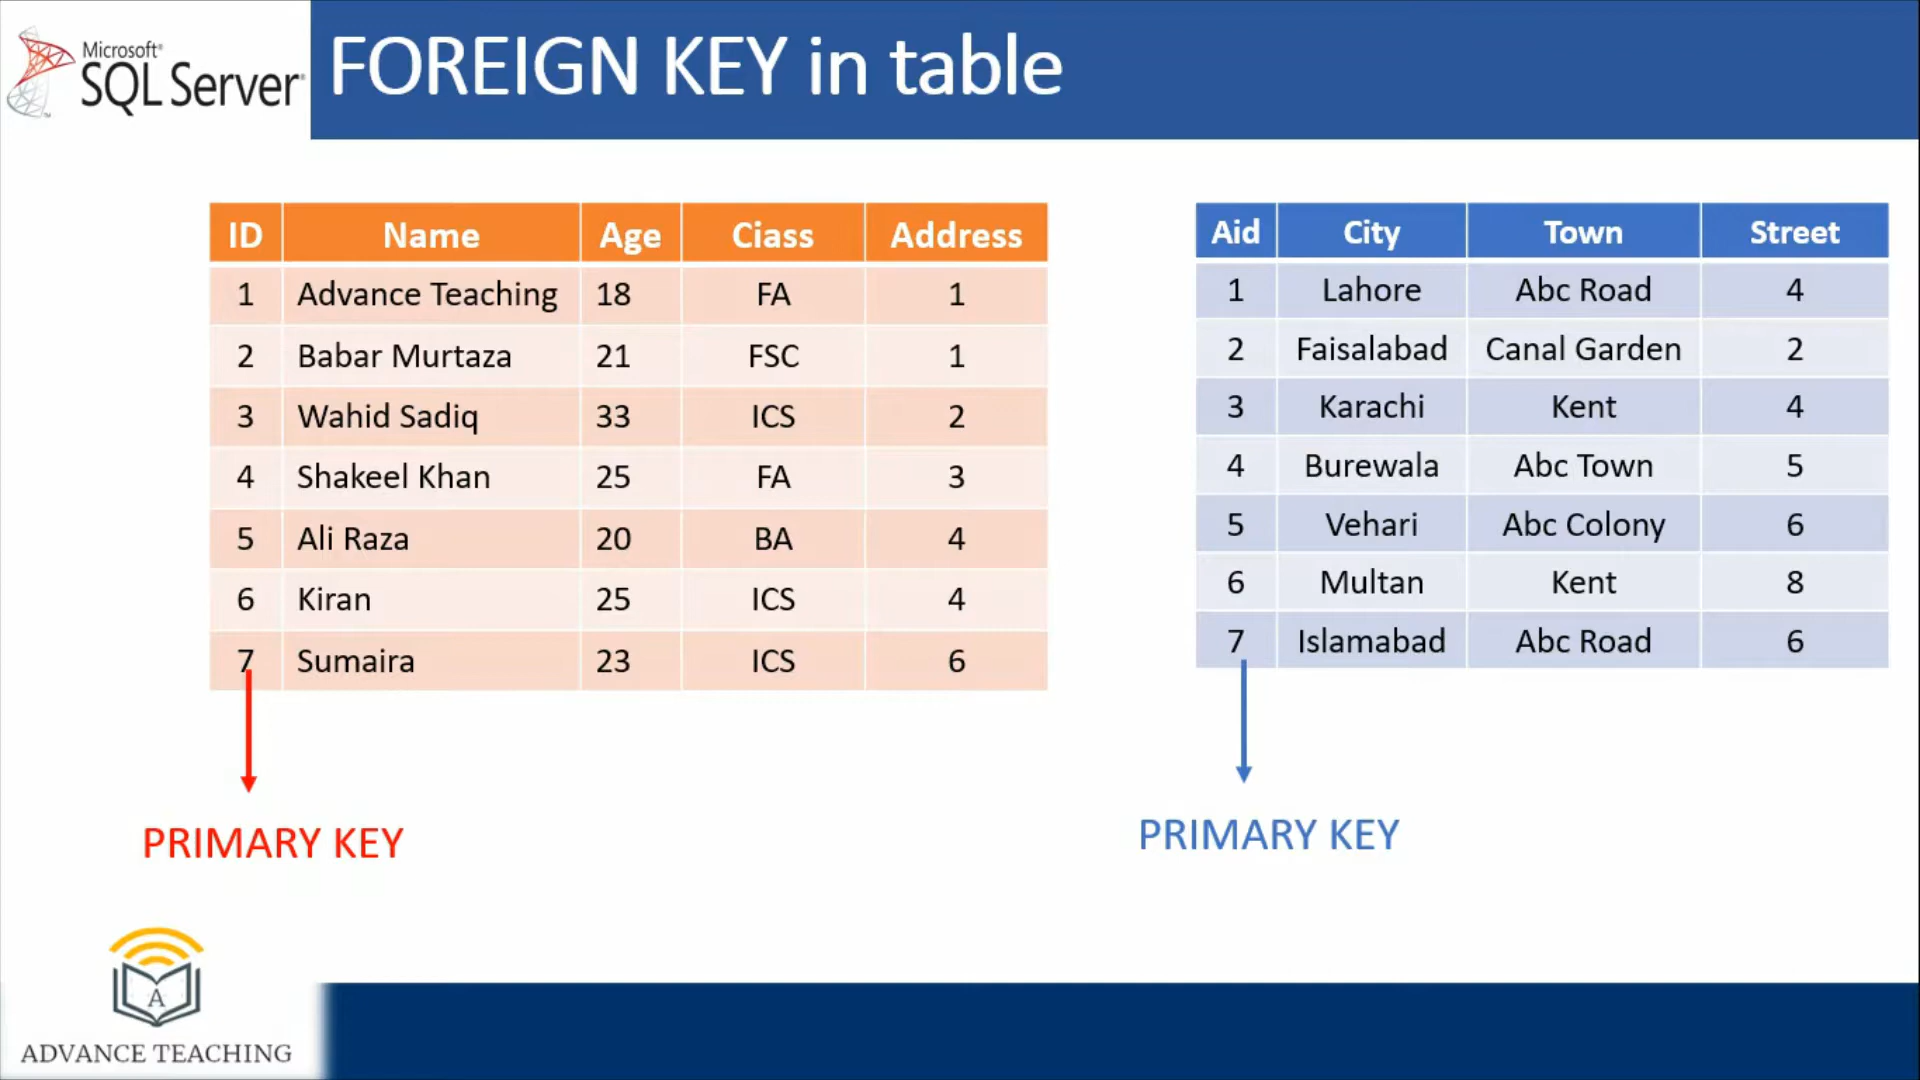 Microsoft®
SQL Server®
FOREIGN KEY in table
ID Name Age Ciass Address
1 Advance Teaching 18 FA 1
2 Babar Murtaza 21 FSC 1
3 Wahid Sadiq 33 ICS 2
4 Shakeel Khan 25 FA 3
5 Ali Raza 20 BA 4
6 Kiran 25 ICS 4
7 Sumaira 23 ICS 6
PRIMARY KEY
Aid City Town Street
1 Lahore Abc Road 4
2 Faisalabad Canal Garden 2
3 Karachi Kent 4
4 Burewala Abc Town 5
5 Vehari Abc Colony 6
6 Multan Kent 8
7 Islamabad Abc Road 6
PRIMARY KEY
A
ADVANCE TEACHING